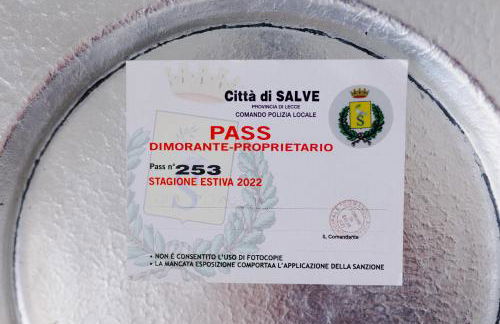 Città di SALVE
PROVINCIA DI LECCE
COMANDO POLIZIA LOCALE
S
PASS
DIMORANTE-PROPRIETARIO
Pass n° 253
STAGIONE ESTIVA 2022
IL Comandante
• NON É CONSENTITO L'USO DI FOTOCOPIE
• LA MANCATA ESPOSIZIONE COMPORTAA L'APPLICAZIONE DELLA SANZIONE